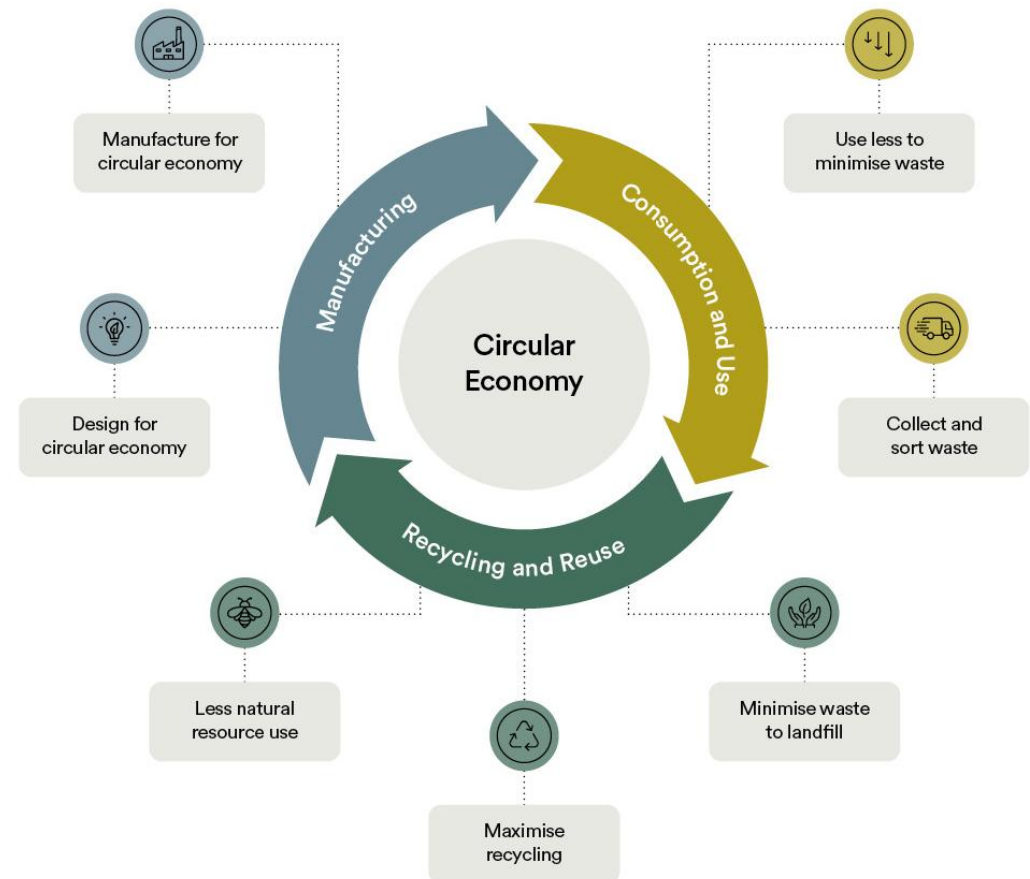 Manufacture for
circular economy
Use less to
minimise waste
Manufacturing
Consumption and Use
Circular
Economy
Design for
circular economy
Collect and
sort waste
Recycling and Reuse
Less natural
resource use
Minimise waste
to landfill
Maximise
recycling